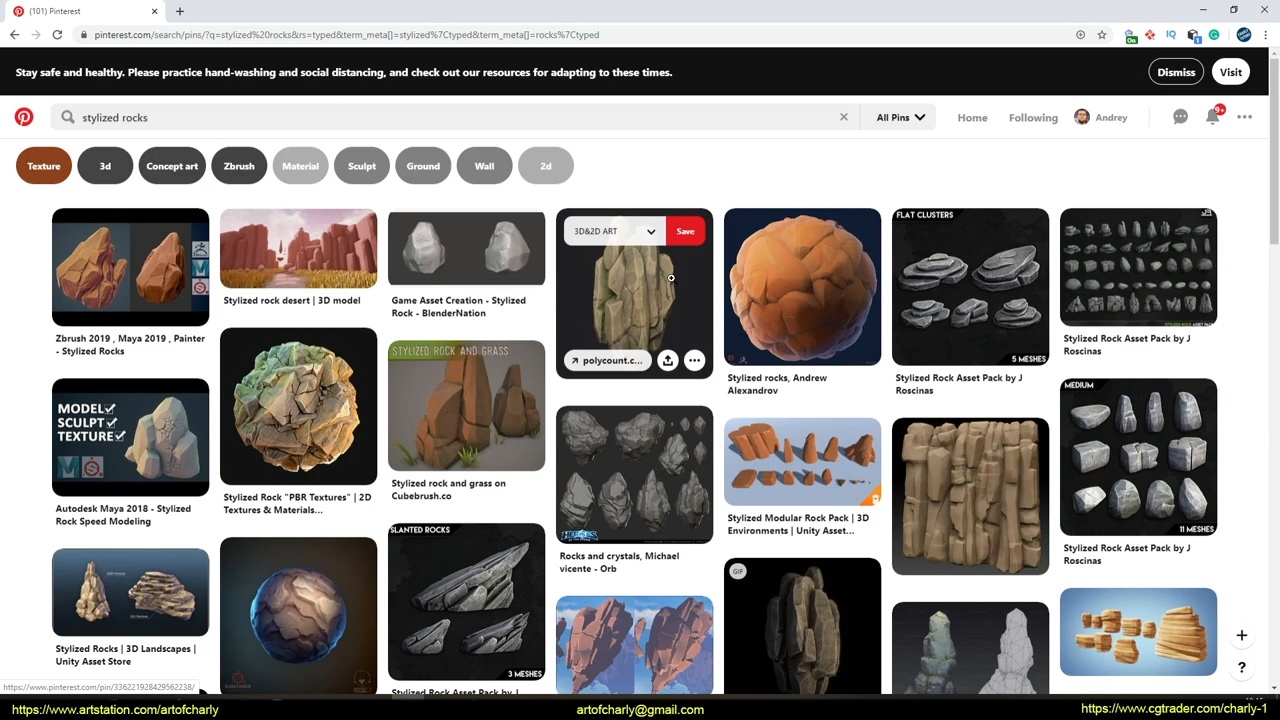 (101) Pinterest
pinterest.com/search/pins/?q=stylized%20rocks&rs=typed&term_meta[]=stylized%7Ctyped&term_meta[]=rocks%7Ctyped
On
IQ
1
Stay safe and healthy. Please practice hand-washing and social distancing, and check out our resources for adapting to these times.
Dismiss
Visit
stylized rocks
All Pins
Home
Following
Andrey
9+
Texture
3d
Concept art
Zbrush
Material
Sculpt
Ground
Wall
2d
Zbrush 2019 , Maya 2019 , Painter
- Stylized Rocks
MODEL
SCULPT
TEXTURE
Autodesk Maya 2018 - Stylized
Rock Speed Modeling
Stylized Rocks | 3D Landscapes |
Unity Asset Store
Stylized rock desert | 3D model
Stylized Rock "PBR Textures" | 2D
Textures & Materials...
Game Asset Creation - Stylized
Rock - BlenderNation
STYLIZED ROCK AND GRASS
Stylized rock and grass on
Cubebrush.co
SLANTED ROCKS
3 MESHES
Stylized Rock Asset Pack by J
3D&2D ART
Save
polycount.c...
Rocks and crystals, Michael
vicente - Orb
Stylized rocks, Andrew
Alexandrov
Stylized Modular Rock Pack | 3D
Environments | Unity Asset...
GIF
FLAT CLUSTERS
5 MESHES
Stylized Rock Asset Pack by J
Roscinas
Stylized Rock Asset Pack by J
Roscinas
MEDIUM
11 MESHES
Stylized Rock Asset Pack by J
Roscinas
https://www.pinterest.com/pin/336221928429562238/
https://www.artstation.com/artofcharly
artofcharly@gmail.com
https://www.cgtrader.com/charly-1